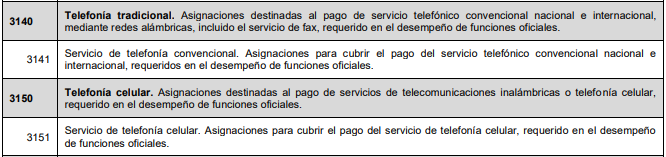 3140 Telefonía tradicional. Asignaciones destinadas al pago de servicio telefónico convencional nacional e internacional,
mediante redes alámbricas, incluido el servicio de fax, requerido en el desempeño de funciones oficiales.
3141 Servicio de telefonía convencional. Asignaciones para cubrir el pago del servicio telefónico convencional nacional e
internacional, requeridos en el desempeño de funciones oficiales.
3150 Telefonía celular. Asignaciones destinadas al pago de servicios de telecomunicaciones inalámbricas o telefonía celular,
requerido en el desempeño de funciones oficiales.
3151 Servicio de telefonía celular. Asignaciones para cubrir el pago del servicio de telefonía celular, requerido en el desempeño
de funciones oficiales.